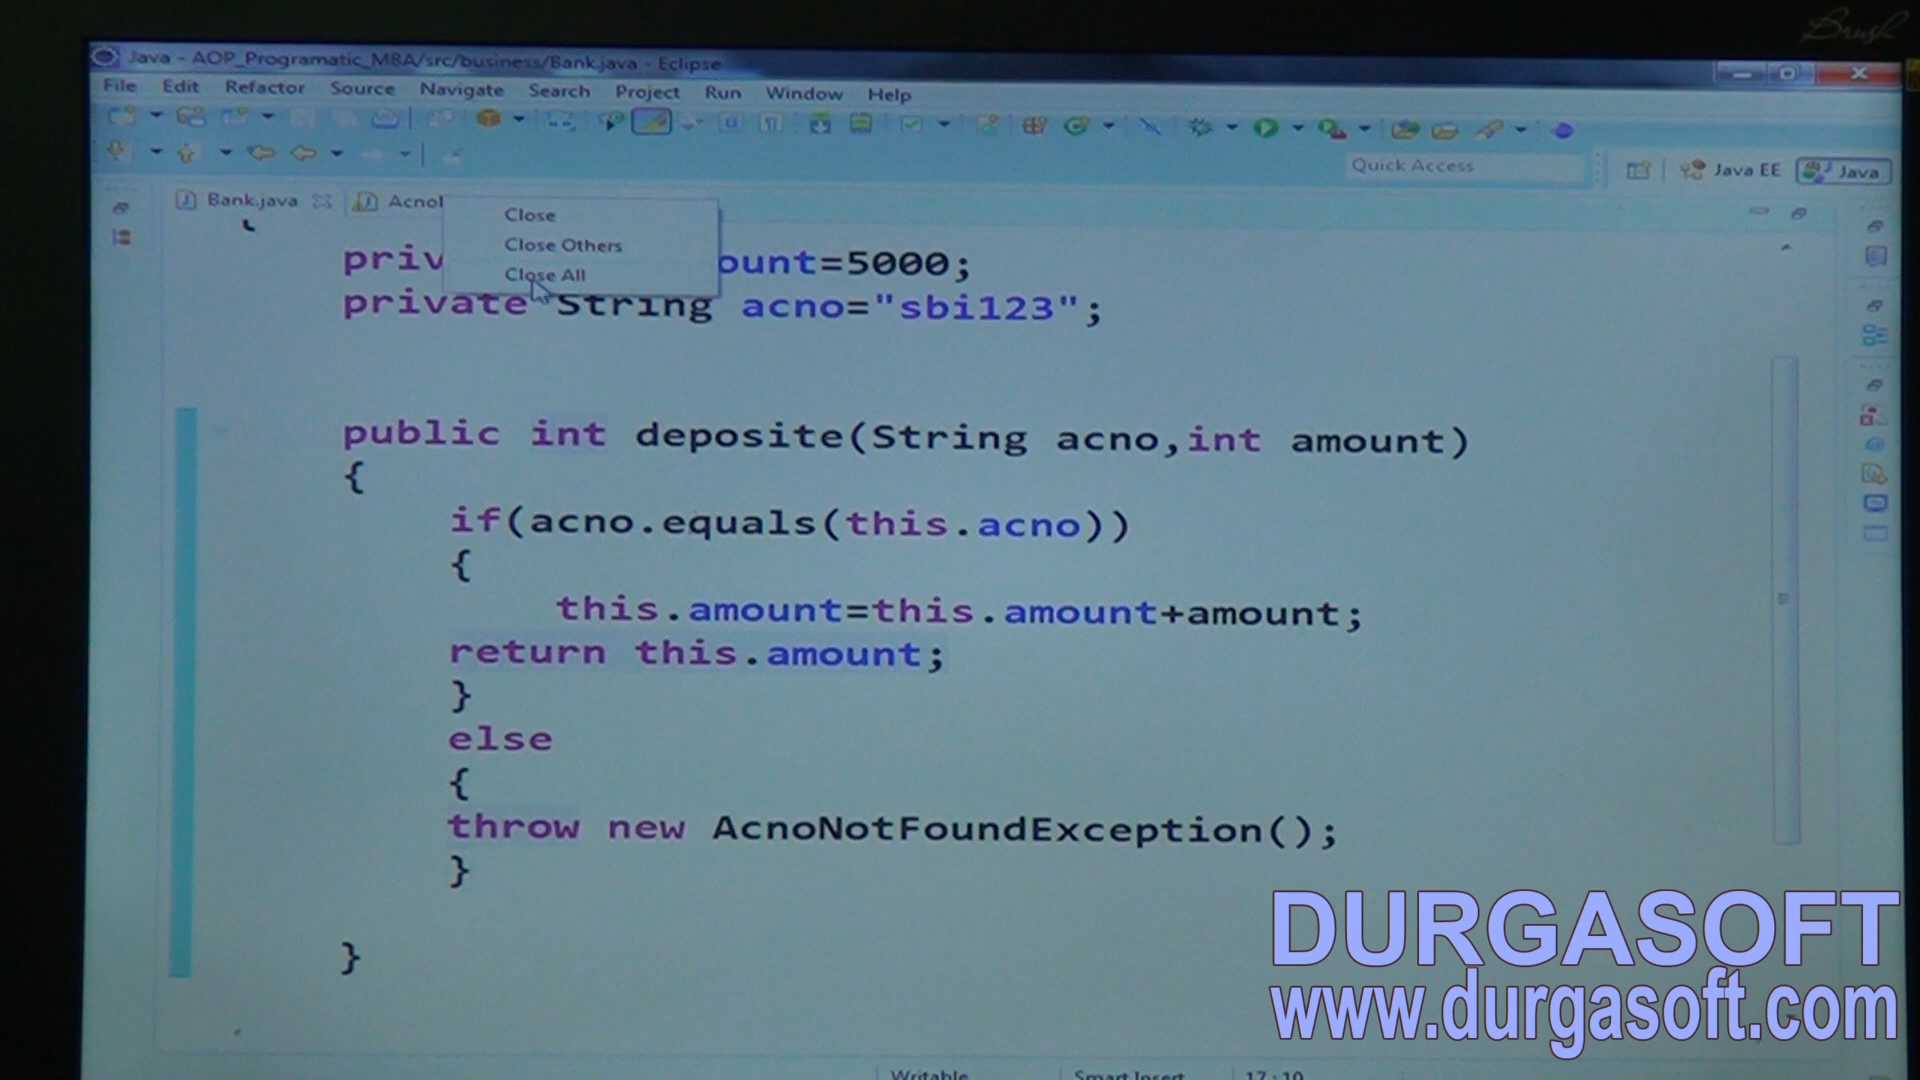 Brush
Java - AOP_Programatic_MBA/src/business/Bank.java - Eclipse
File Edit Refactor Source Navigate Search Project Run Window Help
Quick Access
Java EE
Java
Bank.java
Close
Close Others
Close All
ount=5000;
private String acno="sbi123";
public int deposite(String acno,int amount)
{
if(acno.equals(this.acno))
{
this.amount=this.amount+amount;
return this.amount;
}
else
{
throw new AcnoNotFoundException();
}
}
DURGASOFT
www.durgasoft.com
Writable Smart Insert 17 : 10